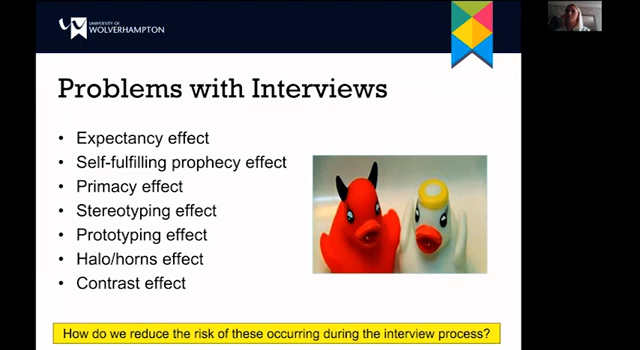 UNIVERSITY OF
WOLVERHAMPTON
Problems with Interviews
• Expectancy effect
• Self-fulfilling prophecy effect
• Primacy effect
• Stereotyping effect
• Prototyping effect
• Halo/horns effect
• Contrast effect
How do we reduce the risk of these occurring during the interview process?